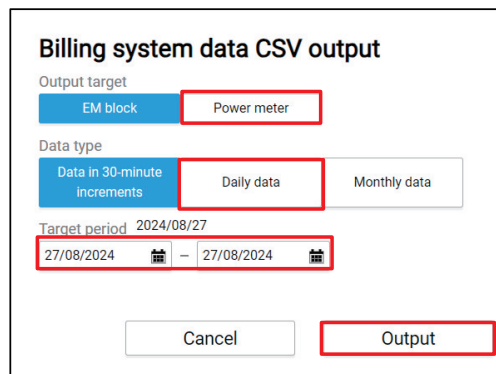 Billing system data CSV output
Output target
EM block Power meter
Data type
Data in 30-minute
increments
Daily data Monthly data
Target period 2024/08/27
27/08/2024 – 27/08/2024
Cancel Output